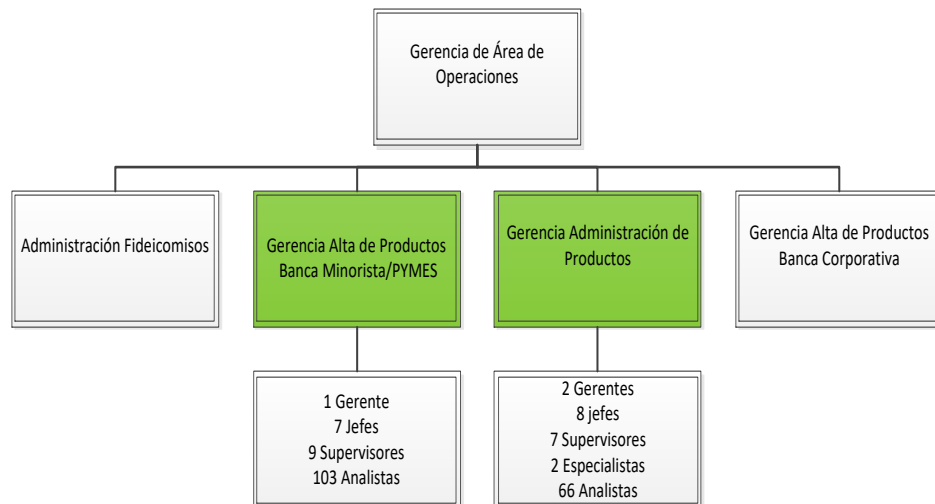 Gerencia de Área de
Operaciones
Administración Fideicomisos
Gerencia Alta de Productos
Banca Minorista/PYMES
Gerencia Administración de
Productos
Gerencia Alta de Productos
Banca Corporativa
1 Gerente
7 Jefes
9 Supervisores
103 Analistas
2 Gerentes
8 jefes
7 Supervisores
2 Especialistas
66 Analistas